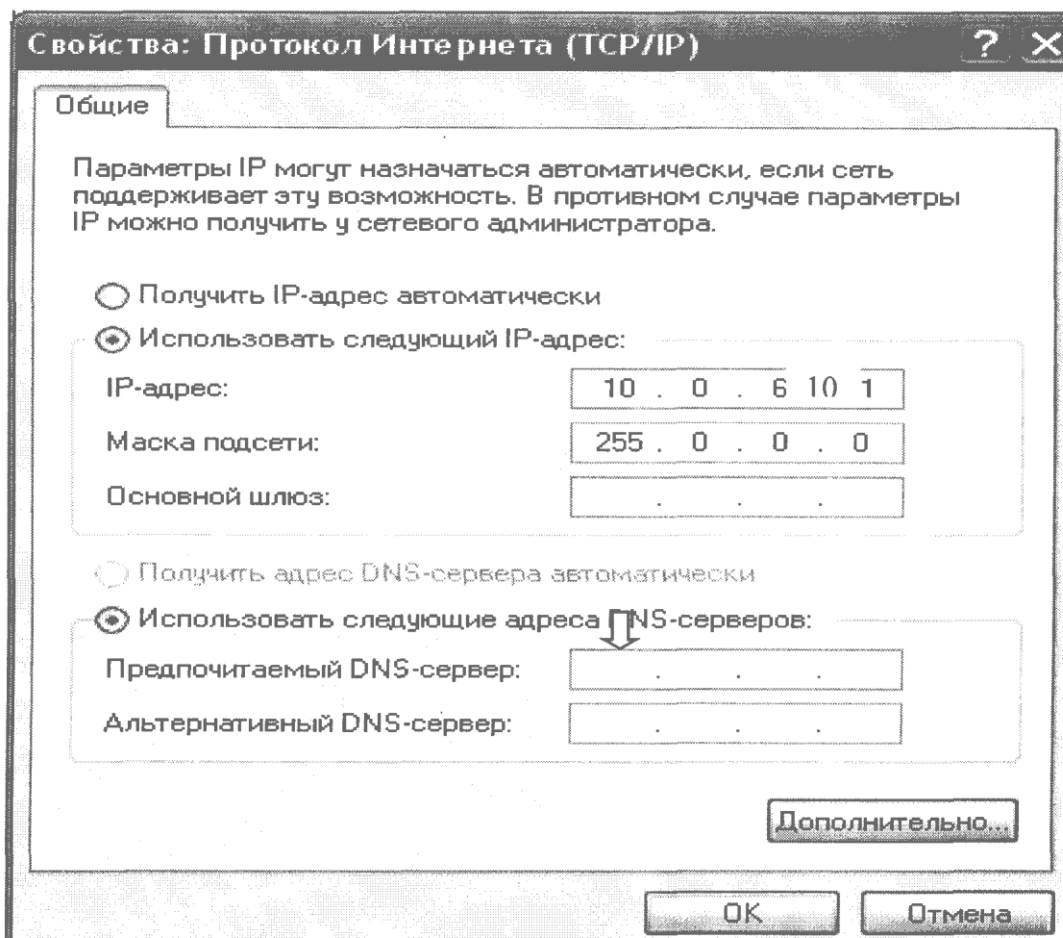 Свойства: Протокол Интернета (TCP/IP) ? X
Общие
Параметры IP могут назначаться автоматически, если сеть
поддерживает эту возможность. В противном случае параметры
IP можно получить у сетевого администратора.
Получить IP-адрес автоматически
Использовать следующий IP-адрес:
IP-адрес: 10 . 0 . 6 10 1
Маска подсети: 255 . 0 . 0 . 0
Основной шлюз: . . .
Получить адрес DNS-сервера автоматически
Использовать следующие адреса DNS-серверов:
Предпочитаемый DNS-сервер: . . .
Альтернативный DNS-сервер: . . .
Дополнительно...
OK Отмена